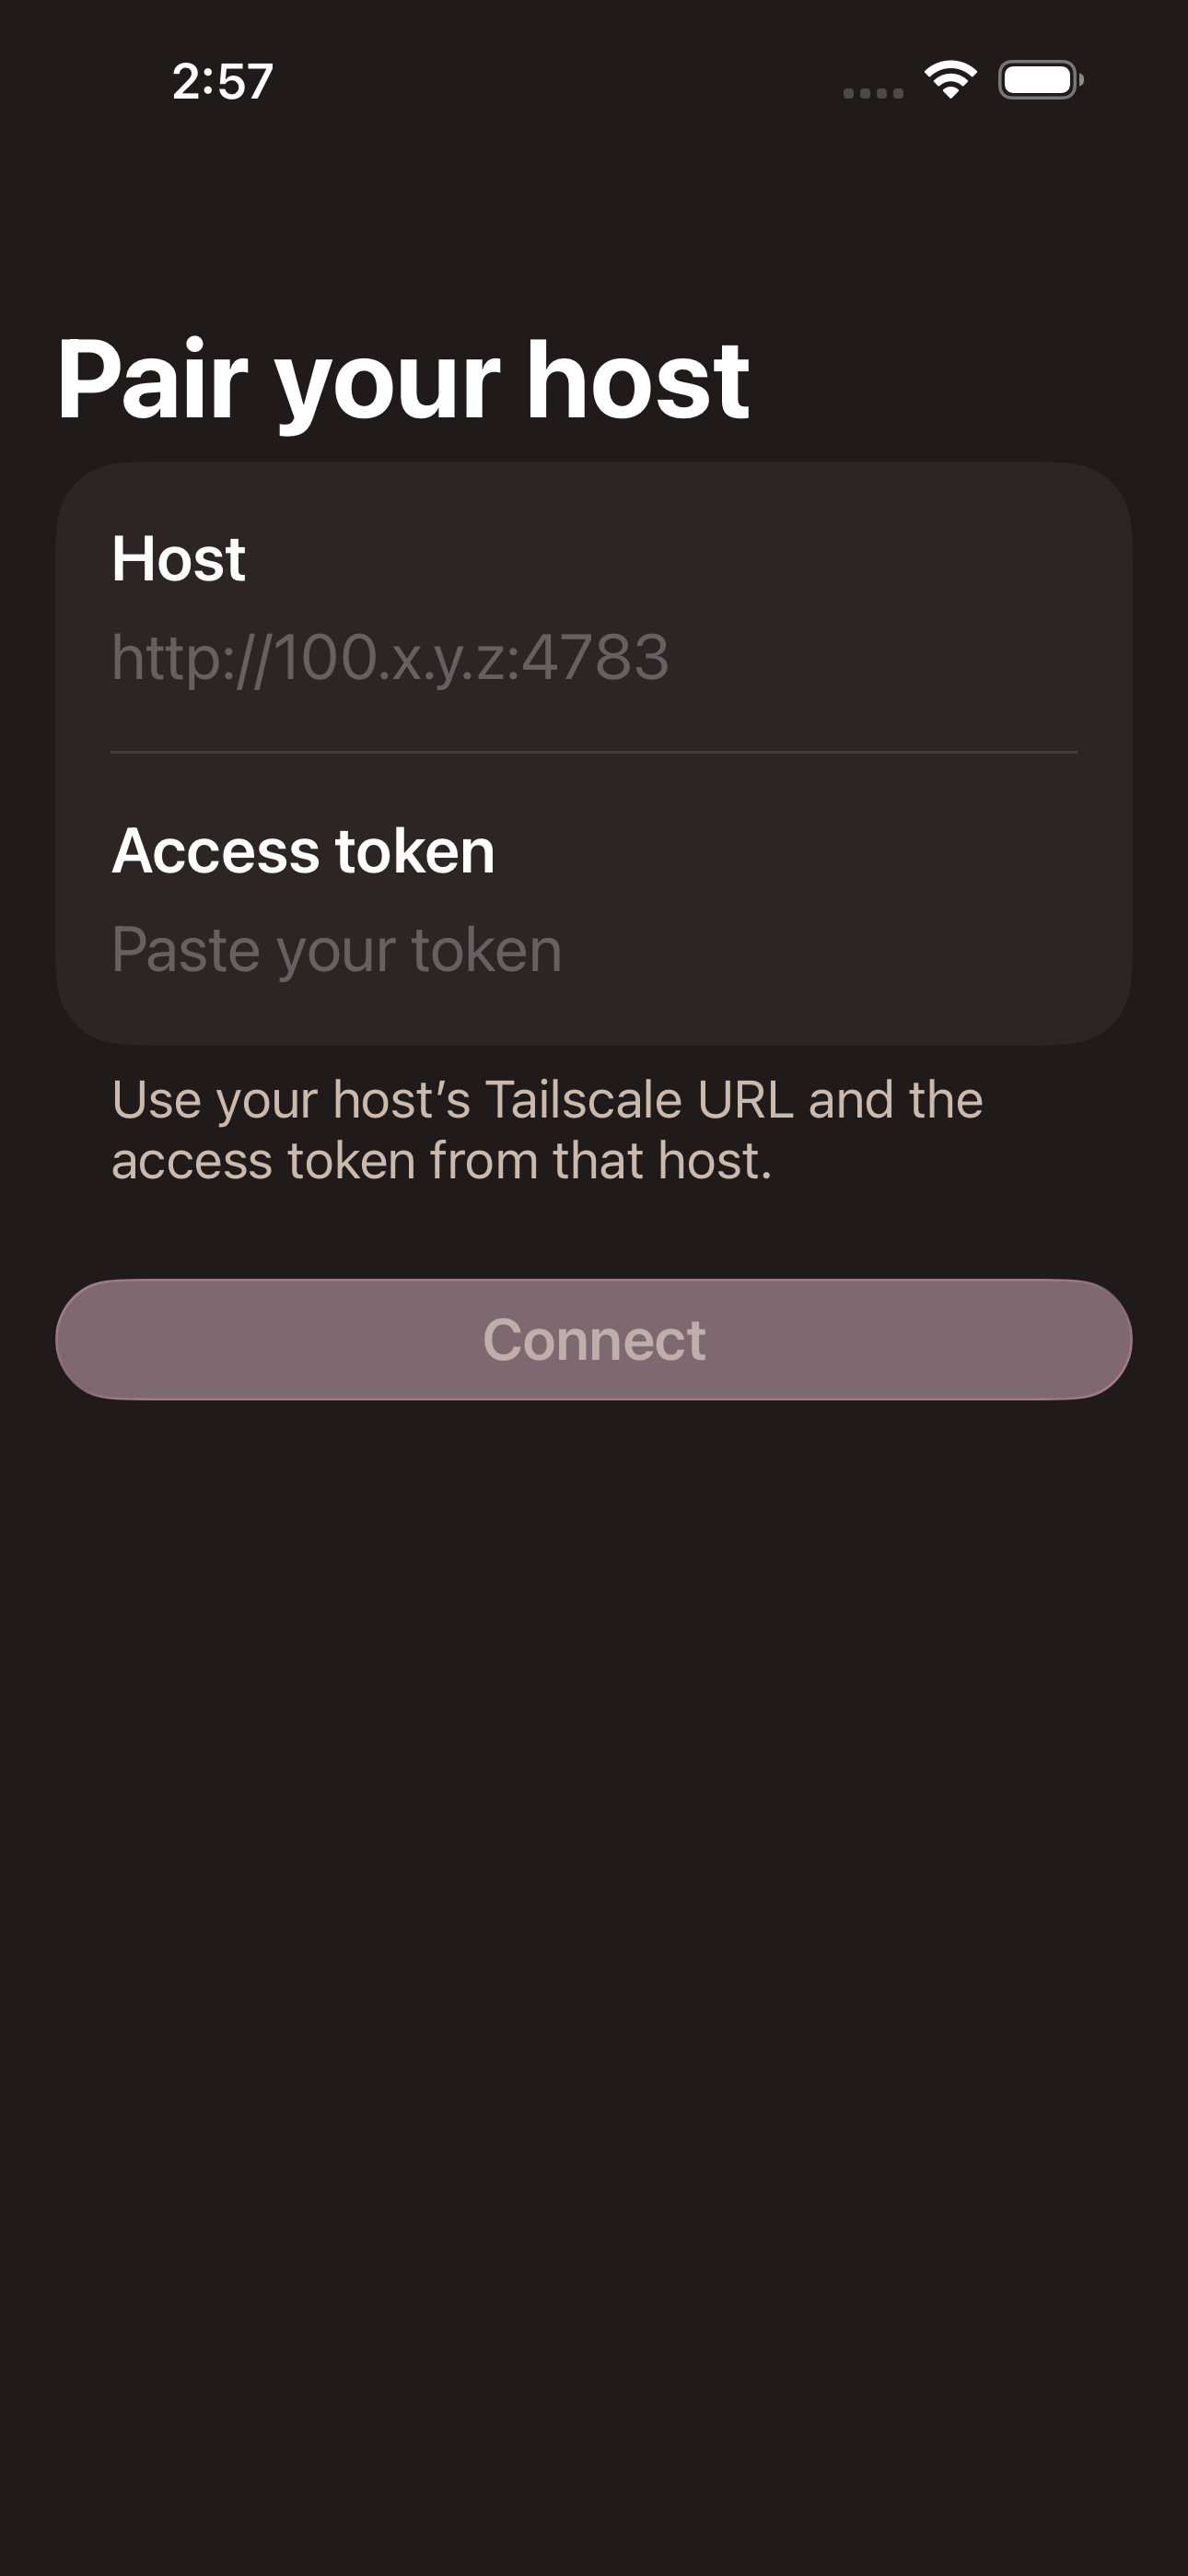 2:57
Pair your host
Host
http://100.x.y.z:4783
Access token
Paste your token
Use your host’s Tailscale URL and the
access token from that host.
Connect